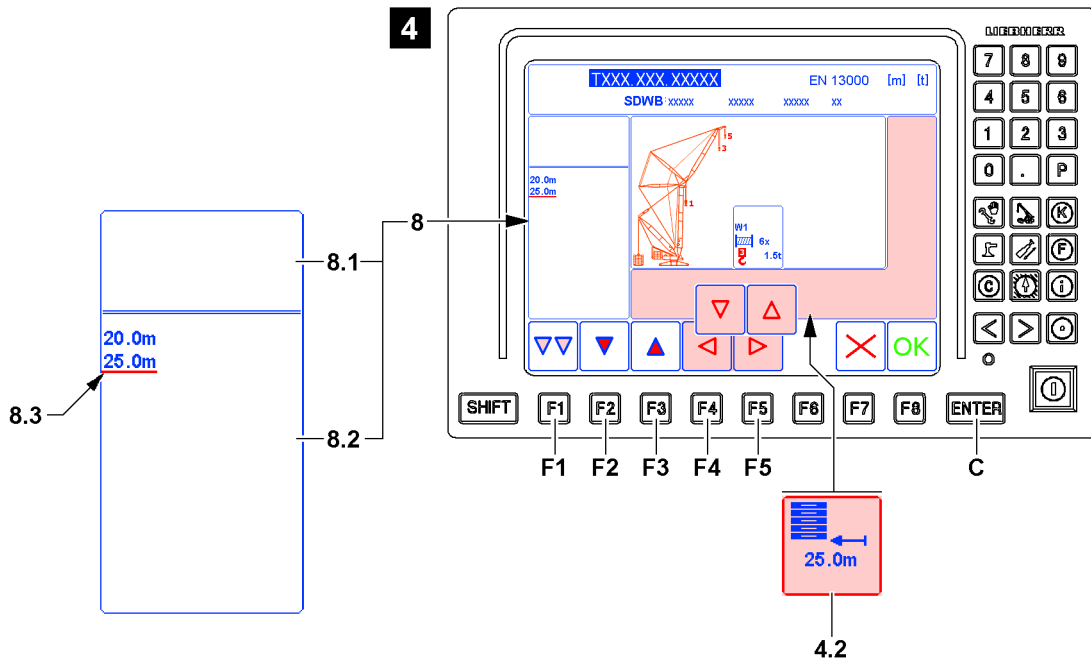 4
LIEBHERR
TXXX.XXX.XXXXX EN 13000 [m] [t]
SDWB xxxxx xxxxx xxxxx xx
5
3
1
20.0m
25.0m
W1
6x
1.5t
7 8 9
4 5 6
1 2 3
0 . P
K
F
C i
OK
SHIFT F1 F2 F3 F4 F5 F6 F7 F8 ENTER
F1 F2 F3 F4 F5 C
8
8.1
20.0m
25.0m
8.3
8.2
25.0m
4.2